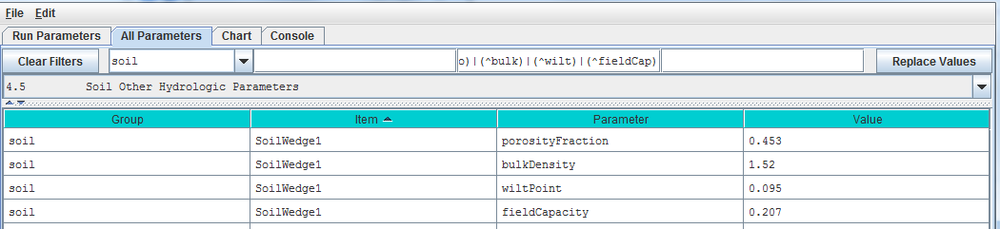 File Edit
Run Parameters All Parameters Chart Console
Clear Filters soil o)|(^bulk)|(^wilt)|(^fieldCap) Replace Values
4.5 Soil Other Hydrologic Parameters
Group Item Parameter Value
soil SoilWedge1 porosityFraction 0.453
soil SoilWedge1 bulkDensity 1.52
soil SoilWedge1 wiltPoint 0.095
soil SoilWedge1 fieldCapacity 0.207